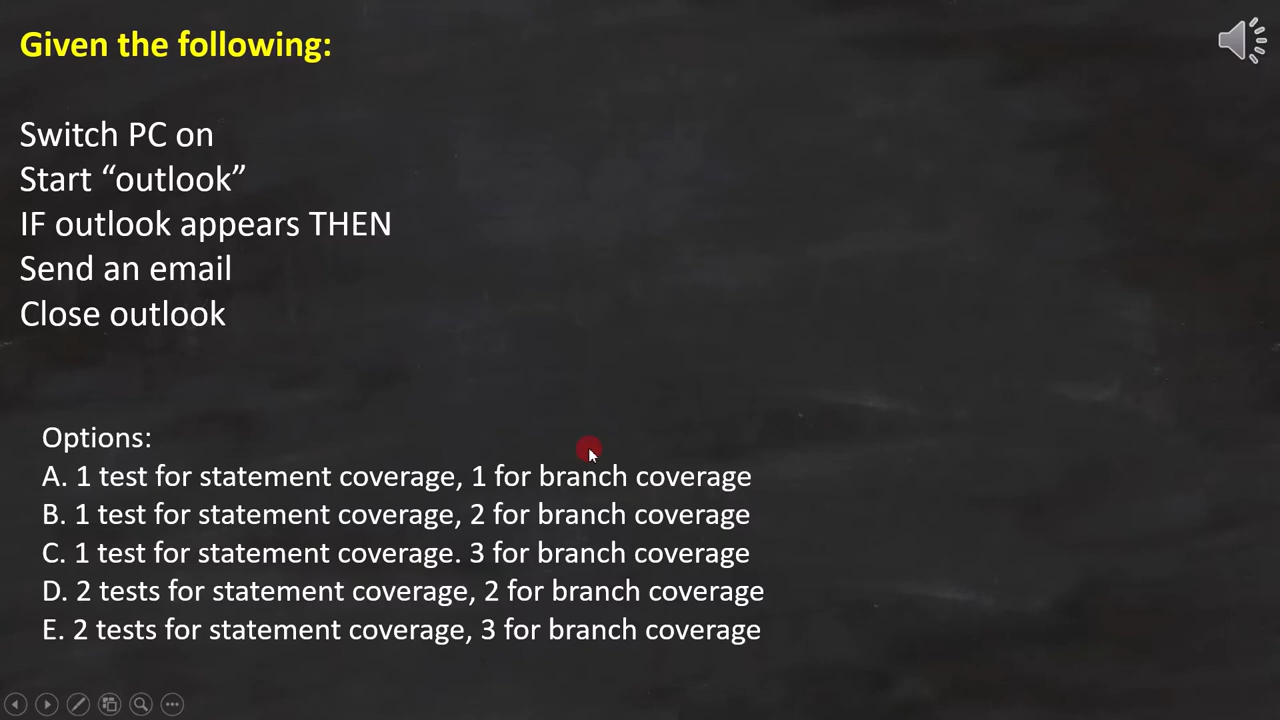 Given the following:
Switch PC on
Start “outlook”
IF outlook appears THEN
Send an email
Close outlook
Options:
A. 1 test for statement coverage, 1 for branch coverage
B. 1 test for statement coverage, 2 for branch coverage
C. 1 test for statement coverage. 3 for branch coverage
D. 2 tests for statement coverage, 2 for branch coverage
E. 2 tests for statement coverage, 3 for branch coverage